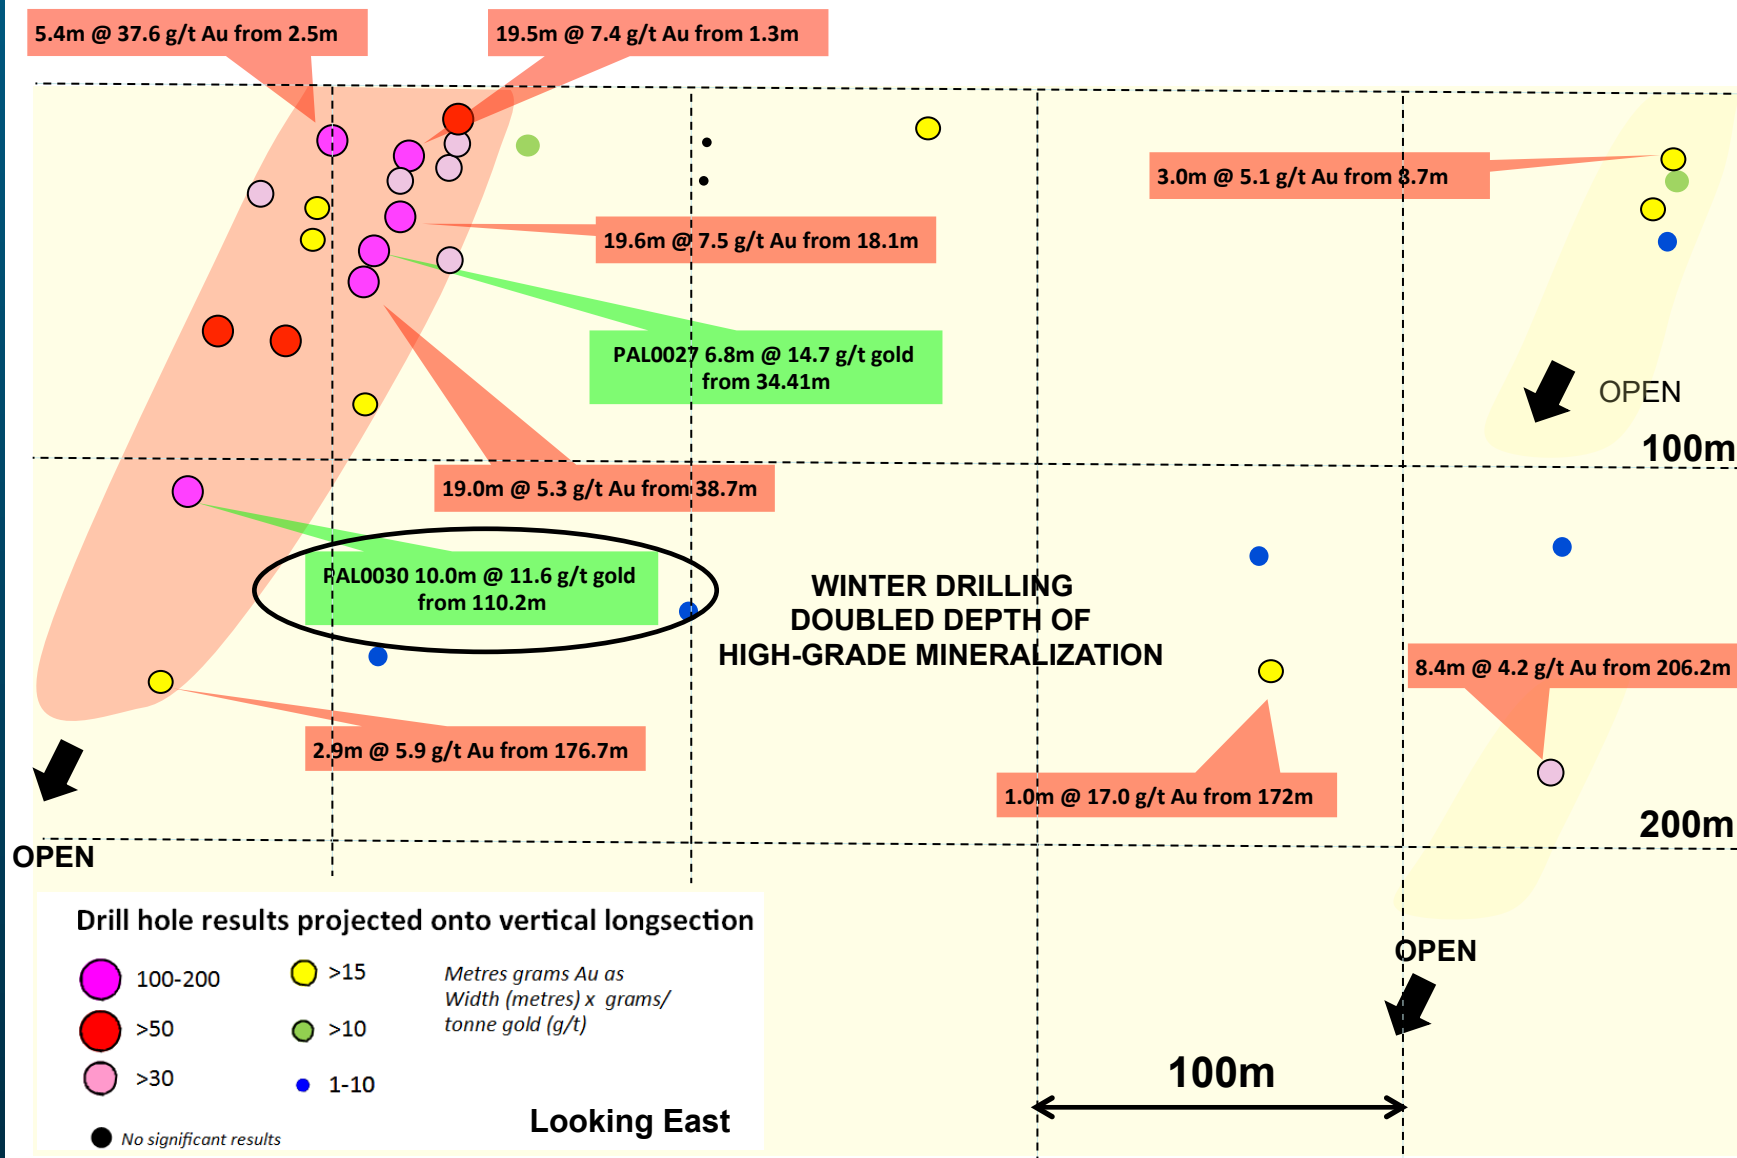 5.4m @ 37.6 g/t Au from 2.5m
19.5m @ 7.4 g/t Au from 1.3m
3.0m @ 5.1 g/t Au from 8.7m
19.6m @ 7.5 g/t Au from 18.1m
PAL0027 6.8m @ 14.7 g/t gold
from 34.41m
OPEN
100m
19.0m @ 5.3 g/t Au from 38.7m
PAL0030 10.0m @ 11.6 g/t gold
from 110.2m
WINTER DRILLING
DOUBLED DEPTH OF
HIGH-GRADE MINERALIZATION
8.4m @ 4.2 g/t Au from 206.2m
2.9m @ 5.9 g/t Au from 176.7m
1.0m @ 17.0 g/t Au from 172m
200m
OPEN
OPEN
Drill hole results projected onto vertical longsection
100-200
>50
>30
No significant results
>15
>10
1-10
Metres grams Au as
Width (metres) x grams/
tonne gold (g/t)
Looking East
100m